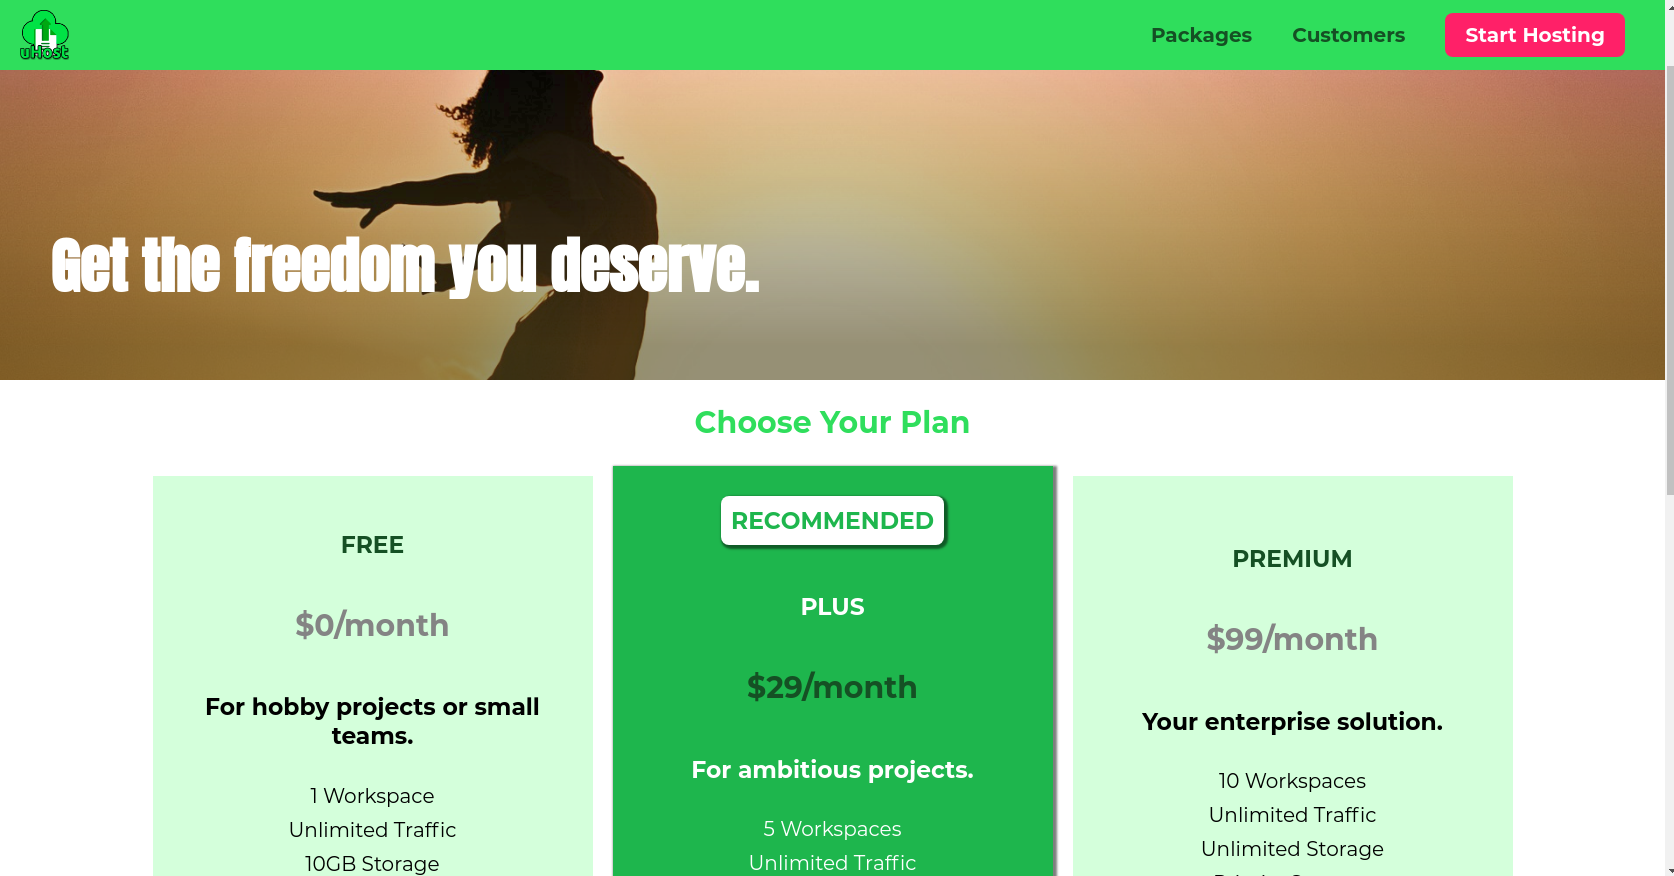 uHost
Packages
Customers
Start Hosting
Get the freedom you deserve.
Choose Your Plan
FREE
$0/month
For hobby projects or small
teams.
1 Workspace
Unlimited Traffic
10GB Storage
RECOMMENDED
PLUS
$29/month
For ambitious projects.
5 Workspaces
Unlimited Traffic
PREMIUM
$99/month
Your enterprise solution.
10 Workspaces
Unlimited Traffic
Unlimited Storage